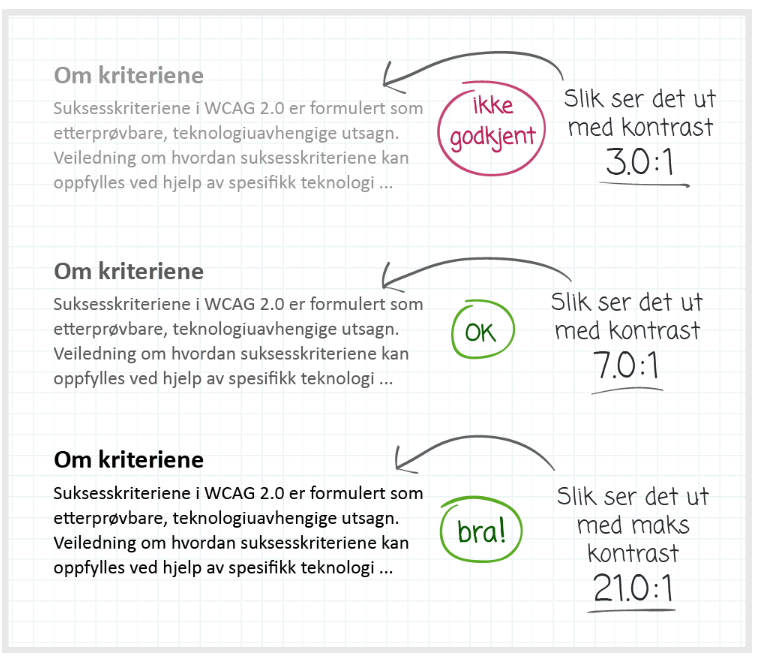 Om kriteriene
Suksesskriteriene i WCAG 2.0 er formulert som
etterprøvbare, teknologiuavhengige utsagn.
Veiledning om hvordan suksesskriteriene kan
oppfylles ved hjelp av spesifikk teknologi ...
ikke
godkjent
Slik ser det ut
med kontrast
3.0:1
Om kriteriene
Suksesskriteriene i WCAG 2.0 er formulert som
etterprøvbare, teknologiuavhengige utsagn.
Veiledning om hvordan suksesskriteriene kan
oppfylles ved hjelp av spesifikk teknologi ...
OK
Slik ser det ut
med kontrast
7.0:1
Om kriteriene
Suksesskriteriene i WCAG 2.0 er formulert som
etterprøvbare, teknologiuavhengige utsagn.
Veiledning om hvordan suksesskriteriene kan
oppfylles ved hjelp av spesifikk teknologi ...
bra!
Slik ser det ut
med maks
kontrast
21.0:1